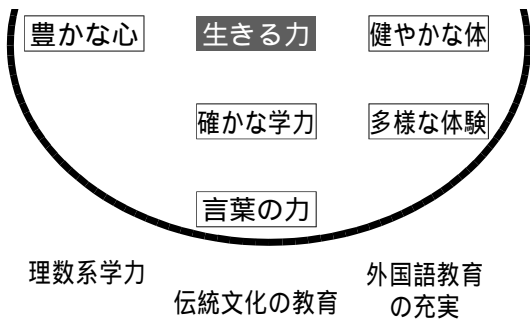 豊かな心
生きる力
健やかな体
確かな学力
多様な体験
言葉の力
理数系学力
伝統文化の教育
外国語教育
の充実